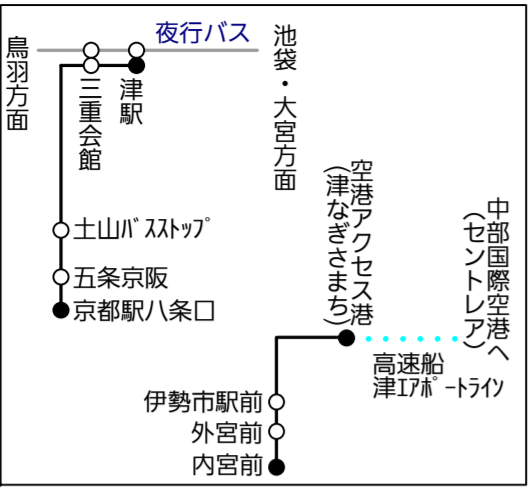 夜行バス
鳥羽方面
三重会館
津駅
池袋・大宮方面
土山ﾊﾞｽｽﾄｯﾌﾟ
五条京阪
京都駅八条口
空港アクセス港
(津なぎさまち)
中部国際空港へ
(セントレア)
高速船
津ｴｱﾎﾟｰﾄﾗｲﾝ
伊勢市駅前
外宮前
内宮前